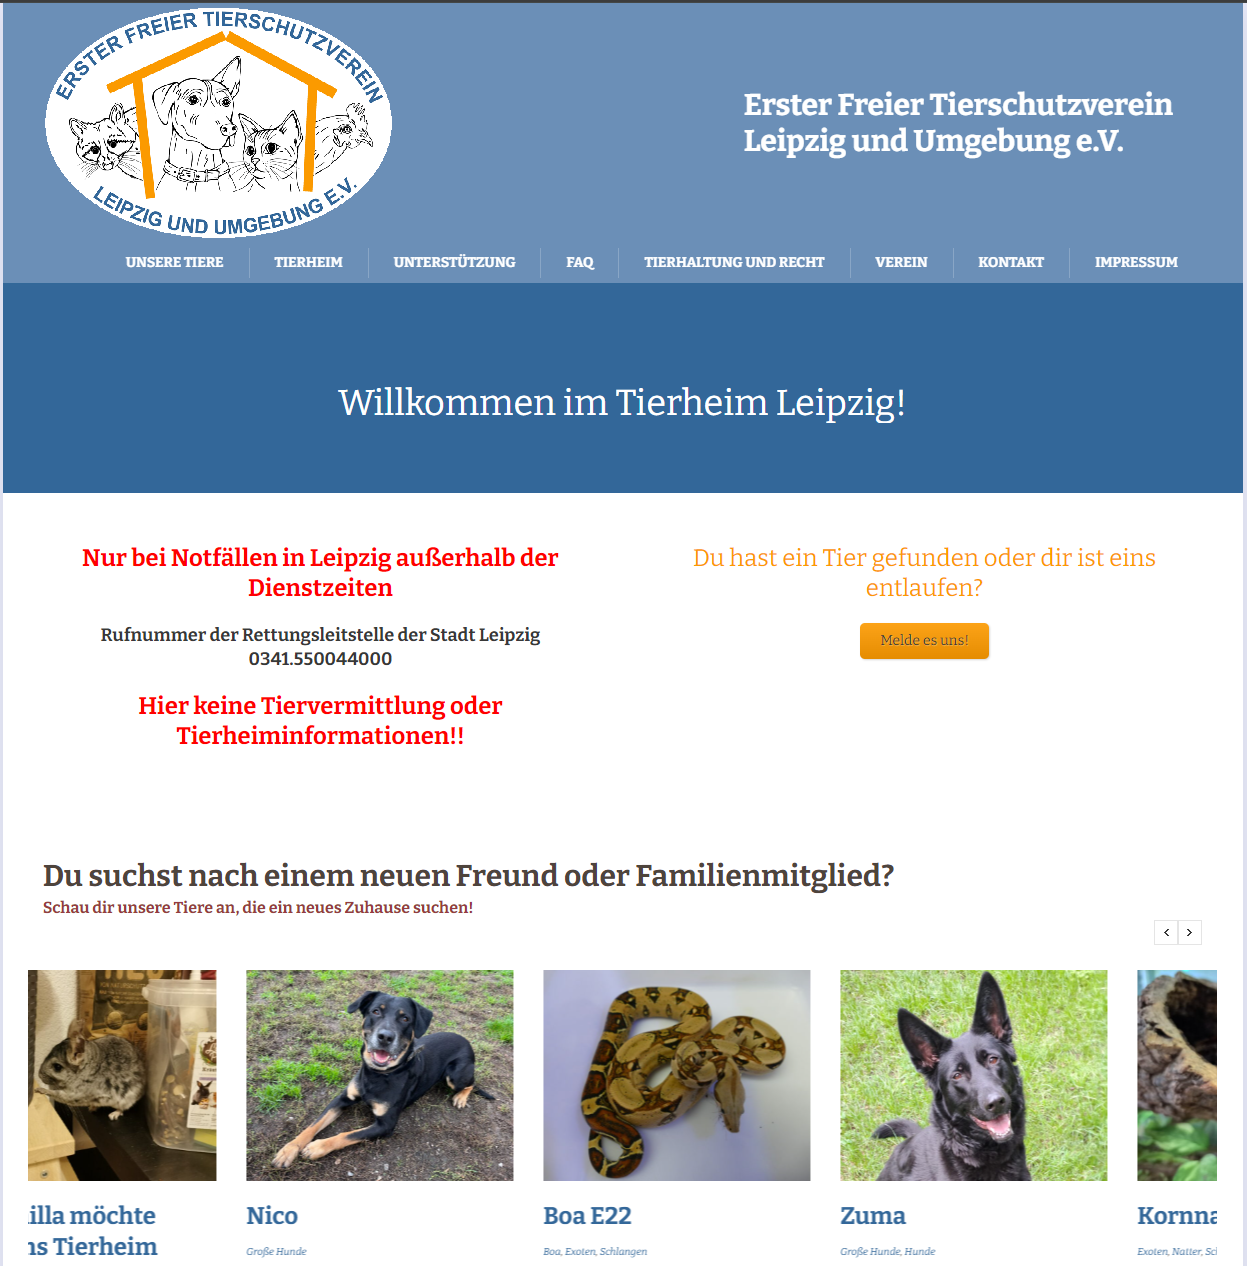 ERSTER FREIER TIERSCHUTZVEREIN
LEIPZIG UND UMGEBUNG E.V.
Erster Freier Tierschutzverein
Leipzig und Umgebung e.V.
UNSERE TIERE TIERHEIM UNTERSTÜTZUNG FAQ TIERHALTUNG UND RECHT VEREIN KONTAKT IMPRESSUM
Willkommen im Tierheim Leipzig!
Nur bei Notfällen in Leipzig außerhalb der
Dienstzeiten
Rufnummer der Rettungsleitstelle der Stadt Leipzig
0341.550044000
Hier keine Tiervermittlung oder
Tierheiminformationen!!
Du hast ein Tier gefunden oder dir ist eins
entlaufen?
Melde es uns!
Du suchst nach einem neuen Freund oder Familienmitglied?
Schau dir unsere Tiere an, die ein neues Zuhause suchen!
illa möchte
ns Tierheim
Nico
Große Hunde
Boa E22
Boa, Exoten, Schlangen
Zuma
Große Hunde, Hunde
Kornna
Exoten, Natter, Sc